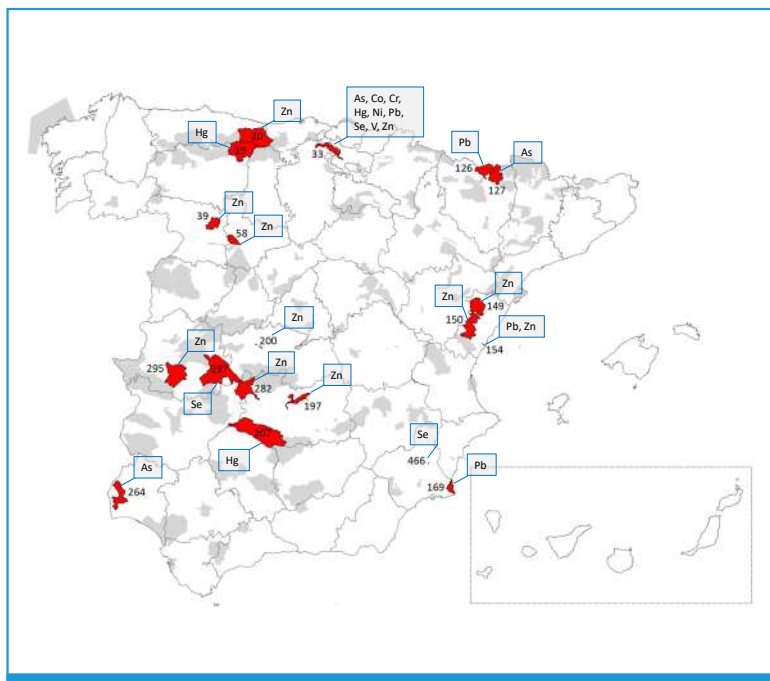 As, Co, Cr,
Hg, Ni, Pb,
Se, V, Zn
Zn
Hg
20
19
33
Pb
As
126
127
Zn
39
Zn
58
Zn
Zn
149
150
Zn
200
Pb, Zn
154
Zn
295
297
Zn
282
Zn
197
Se
207
Hg
Se
466
As
264
Pb
169